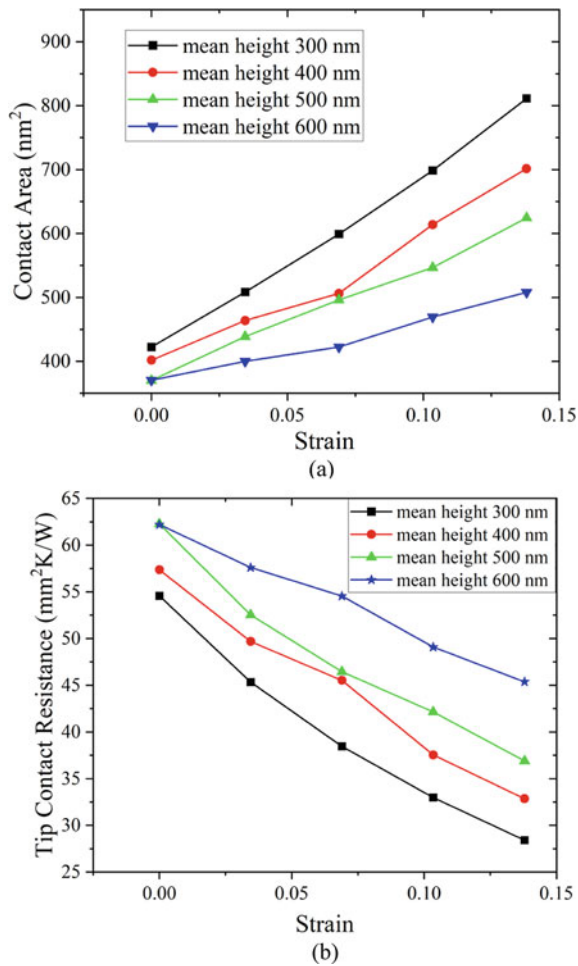 900
mean height 300 nm
mean height 400 nm
mean height 500 nm
mean height 600 nm
800
700
600
500
400
Contact Area (nm²)
0.00 0.05 0.10 0.15
Strain
(a)
65
mean height 300 nm
mean height 400 nm
mean height 500 nm
mean height 600 nm
60
55
50
45
40
35
30
25
Tip Contact Resistance (mm²K/W)
0.00 0.05 0.10 0.15
Strain
(b)